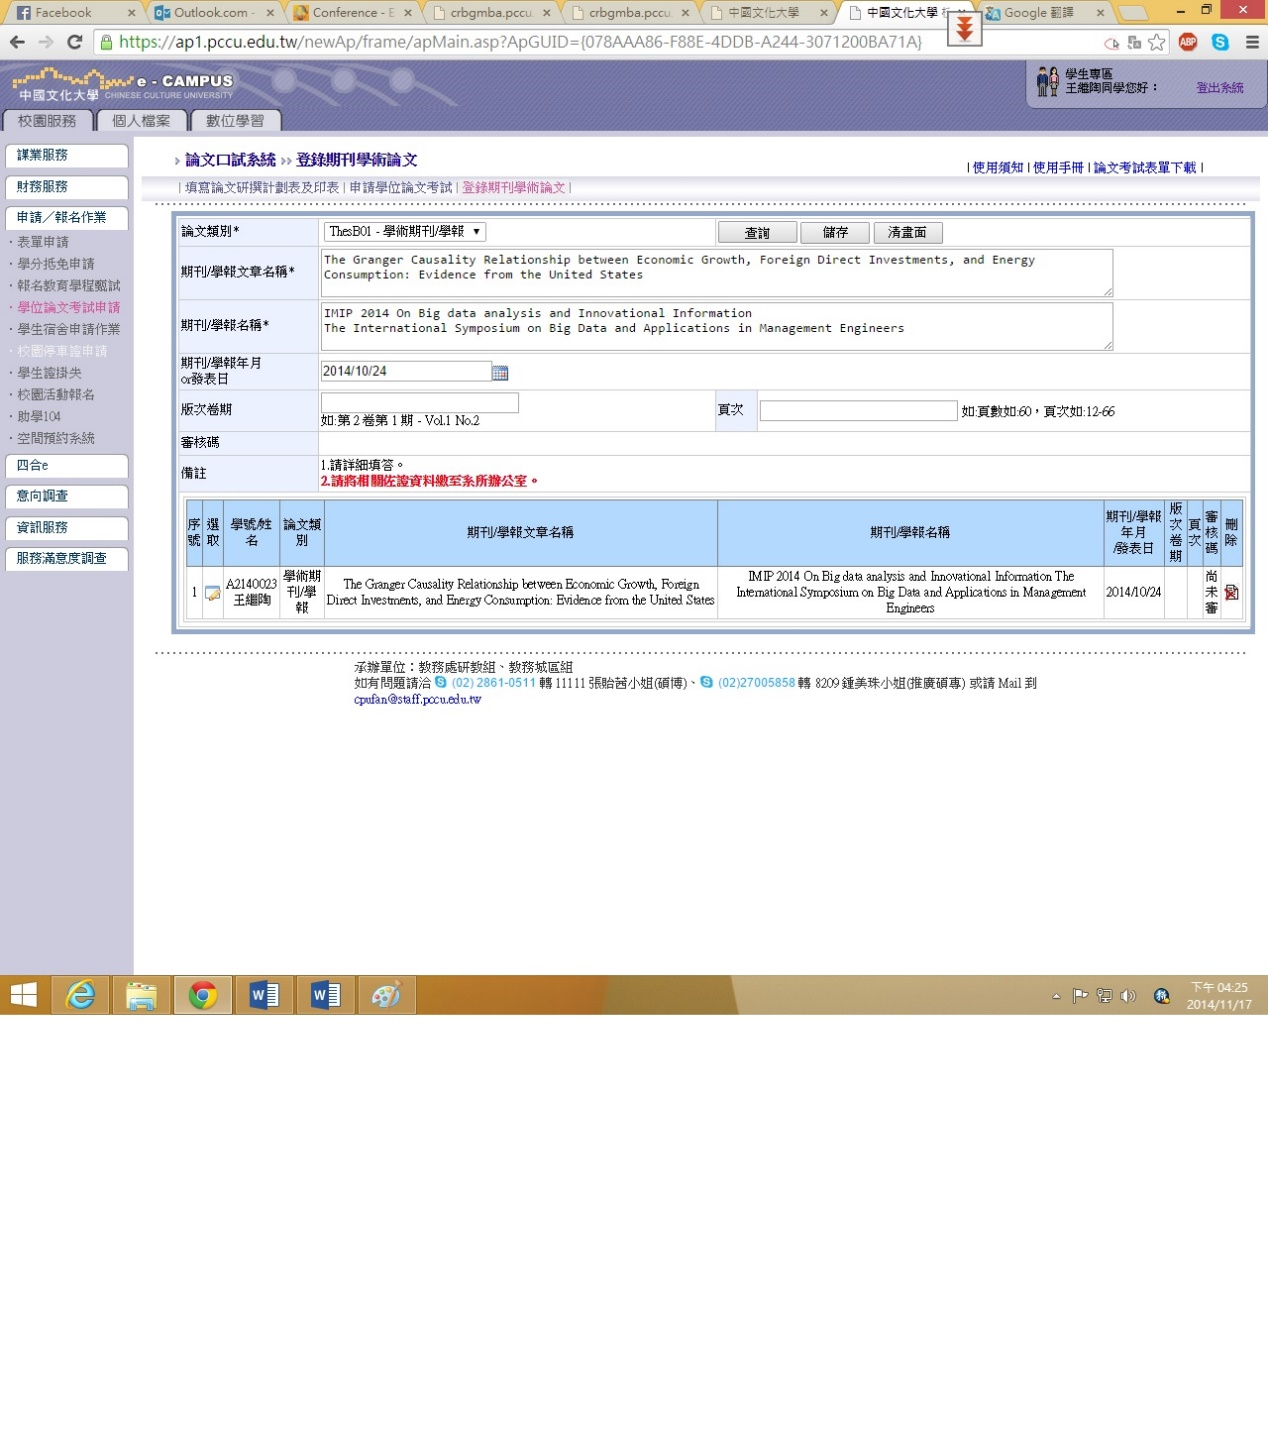 Facebook
Outlook.com -
Conference - E
crbgmba.pccu.
crbgmba.pccu.
中國文化大學
中國文化大學
Google 翻譯
https://ap1.pccu.edu.tw/newAp/frame/apMain.asp?ApGUID={078AAA86-F88E-4DDB-A244-3071200BA71A}
ABP
e - CAMPUS
中國文化大學 CHINESE CULTURE UNIVERSITY
學生專區
王繼陶同學您好：
登出系統
校園服務
個人檔案
數位學習
課業服務
財務服務
申請／報名作業
・表單申請
・學分抵免申請
・報名教育學程甄試
・學位論文考試申請
・學生宿舍申請作業
・校園停車證申請
・學生證掛失
・校園活動報名
・助學104
・空間預約系統
四合e
意向調查
資訊服務
服務滿意度調查
論文口試系統 ›› 登錄期刊學術論文
| 使用須知 | 使用手冊 | 論文考試表單下載 |
| 填寫論文研撰計劃表及印表 | 申請學位論文考試 | 登錄期刊學術論文 |
論文類別*
ThesB01 - 學術期刊/學報
查詢
儲存
清畫面
期刊/學報文章名稱*
The Granger Causality Relationship between Economic Growth, Foreign Direct Investments, and Energy
Consumption: Evidence from the United States
期刊/學報名稱*
IMIP 2014 On Big data analysis and Innovational Information
The International Symposium on Big Data and Applications in Management Engineers
期刊/學報年月
or發表日
2014/10/24
版次卷期
如:第 2 卷第 1 期 - Vol.1 No.2
頁次
如:頁數如:60，頁次如:12-66
審核碼
備註
1.請詳細填答。
2.請將相關佐證資料繳至系所辦公室。
序號
選取
學號/姓名
論文類別
期刊/學報文章名稱
期刊/學報名稱
期刊/學報年月/發表日
版次卷期
頁次
審核碼
刪除
1
A2140023
王繼陶
學術期刊/學報
The Granger Causality Relationship between Economic Growth, Foreign
Direct Investments, and Energy Consumption: Evidence from the United States
IMIP 2014 On Big data analysis and Innovational Information The
International Symposium on Big Data and Applications in Management
Engineers
2014/10/24
尚未審
承辦單位：教務處研教組、教務城區組
如有問題請洽 (02) 2861-0511 轉 11111 張貽茜小姐(碩博)、 (02)27005858 轉 8209 鍾美珠小姐(推廣碩專) 或請 Mail 到
cpufan@staff.pccu.edu.tw
下午 04:25
2014/11/17